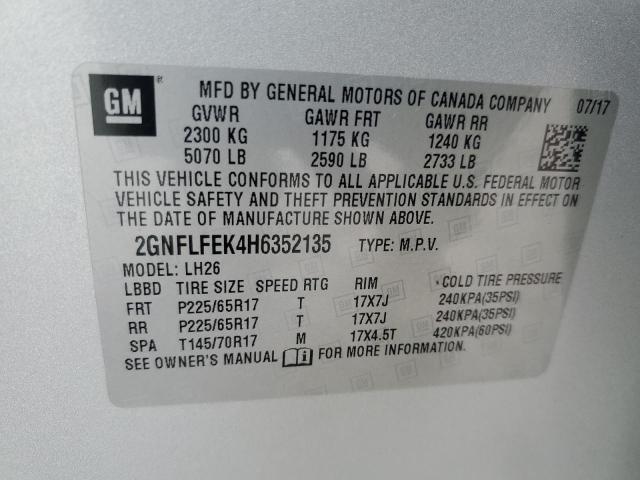 GM
MFD BY GENERAL MOTORS OF CANADA COMPANY 07/17
GVWR GAWR FRT GAWR RR
2300 KG 1175 KG 1240 KG
5070 LB 2590 LB 2733 LB
THIS VEHICLE CONFORMS TO ALL APPLICABLE U.S. FEDERAL MOTOR
VEHICLE SAFETY AND THEFT PREVENTION STANDARDS IN EFFECT ON
THE DATE OF MANUFACTURE SHOWN ABOVE.
2GNFLFEK4H6352135 TYPE: M.P.V.
MODEL: LH26
LBBD TIRE SIZE SPEED RTG RIM *COLD TIRE PRESSURE
FRT P225/65R17 T 17X7J 240KPA(35PSI)
RR P225/65R17 T 17X7J 240KPA(35PSI)
SPA T145/70R17 M 17X4.5T 420KPA(60PSI)
SEE OWNER'S MANUAL i FOR MORE INFORMATION.